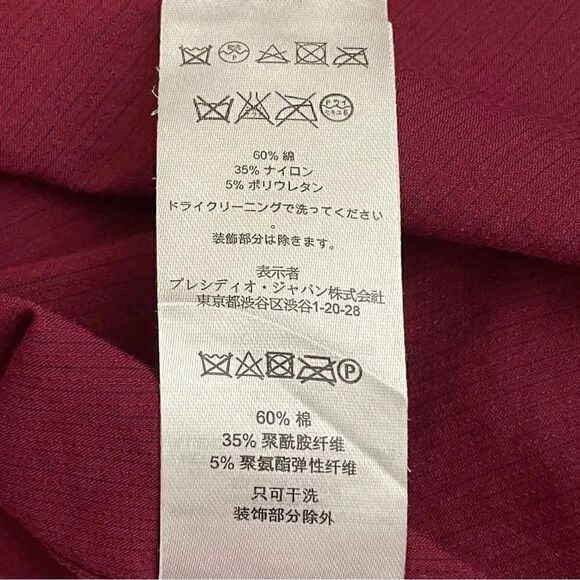 60% 綿
35% ナイロン
5% ポリウレタン
ドライクリーニングで洗ってください
。
装飾部分は除きます。
表示者
プレシディオ・ジャパン株式会社
東京都渋谷区渋谷1-20-28
P
60% 棉
35% 聚酰胺纤维
5% 聚氨酯弹性纤维
只可干洗
装饰部分除外